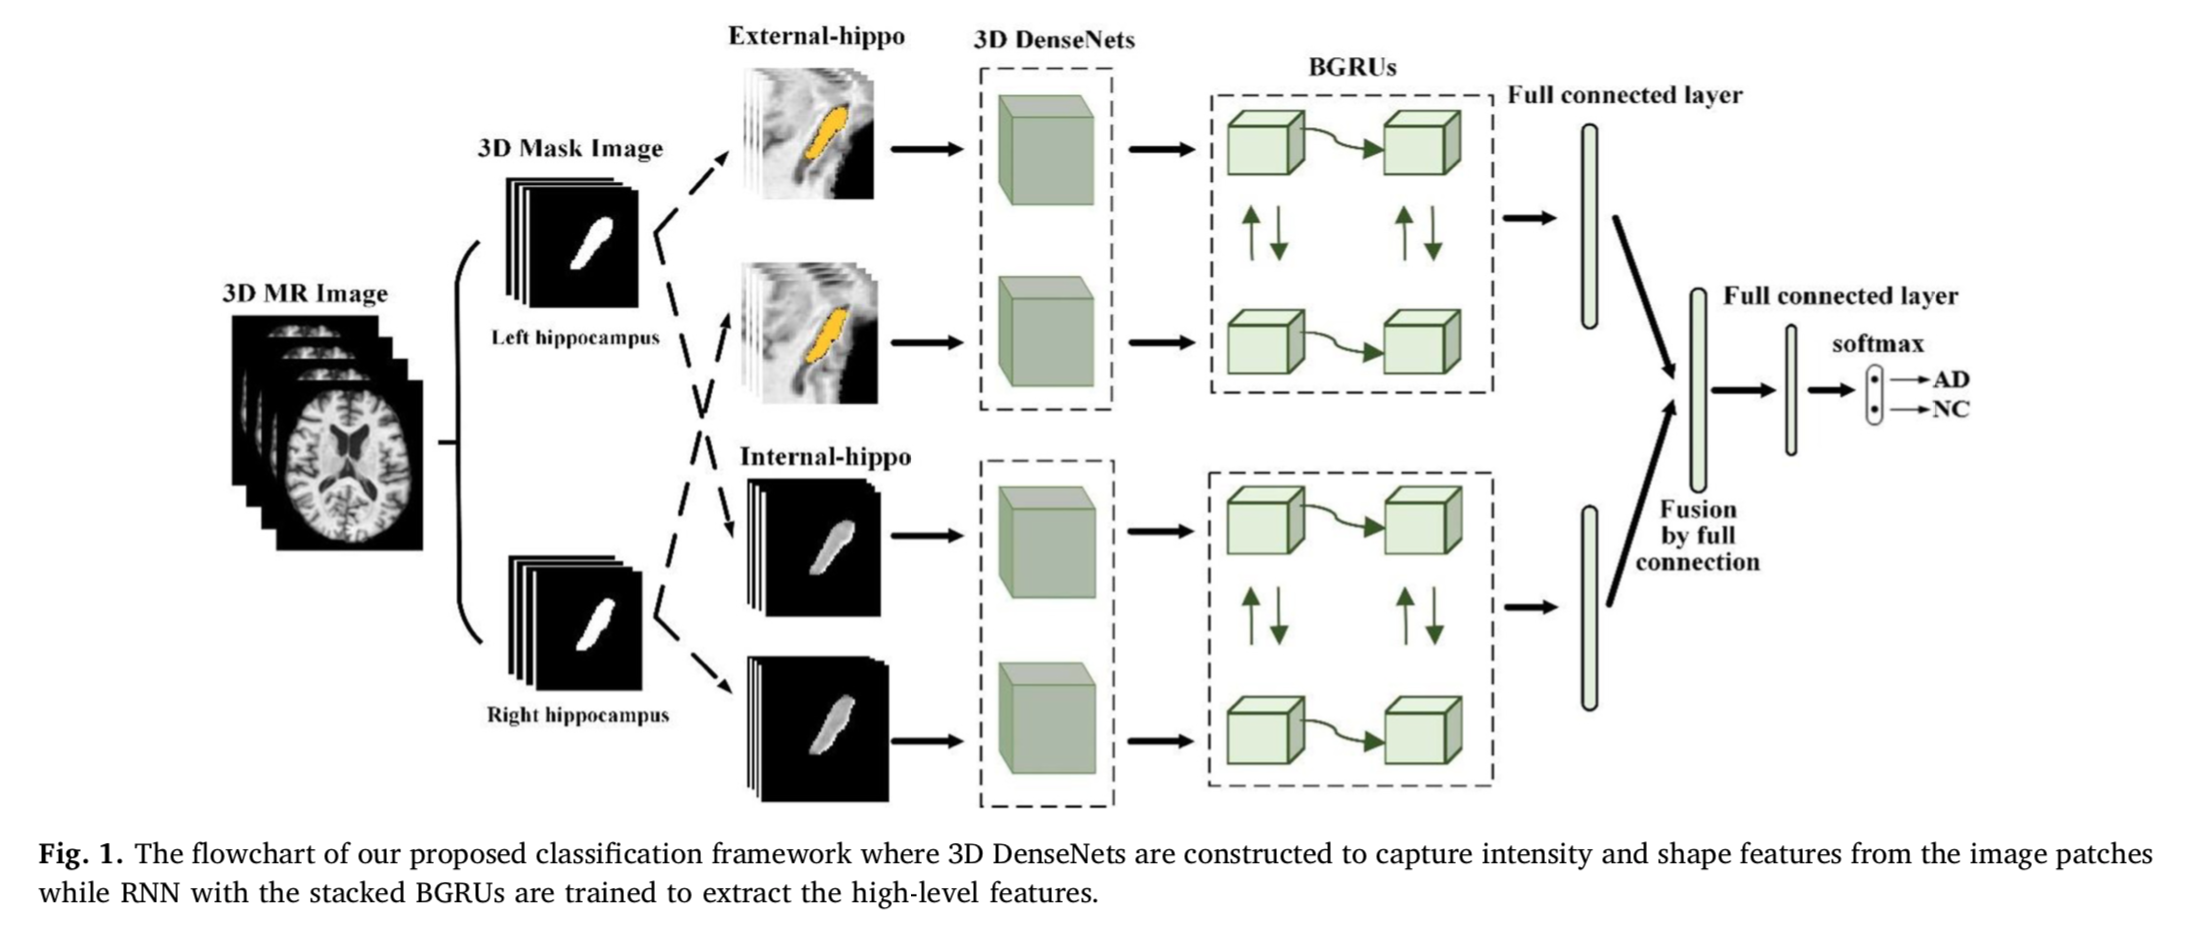 External-hippo
3D DenseNets
BGRUs
Full connected layer
3D Mask Image
3D MR Image
Left hippocampus
Full connected layer
softmax
AD
NC
Internal-hippo
Fusion
by full
connection
Right hippocampus
Fig. 1. The flowchart of our proposed classification framework where 3D DenseNets are constructed to capture intensity and shape features from the image patches
while RNN with the stacked BGRUs are trained to extract the high-level features.